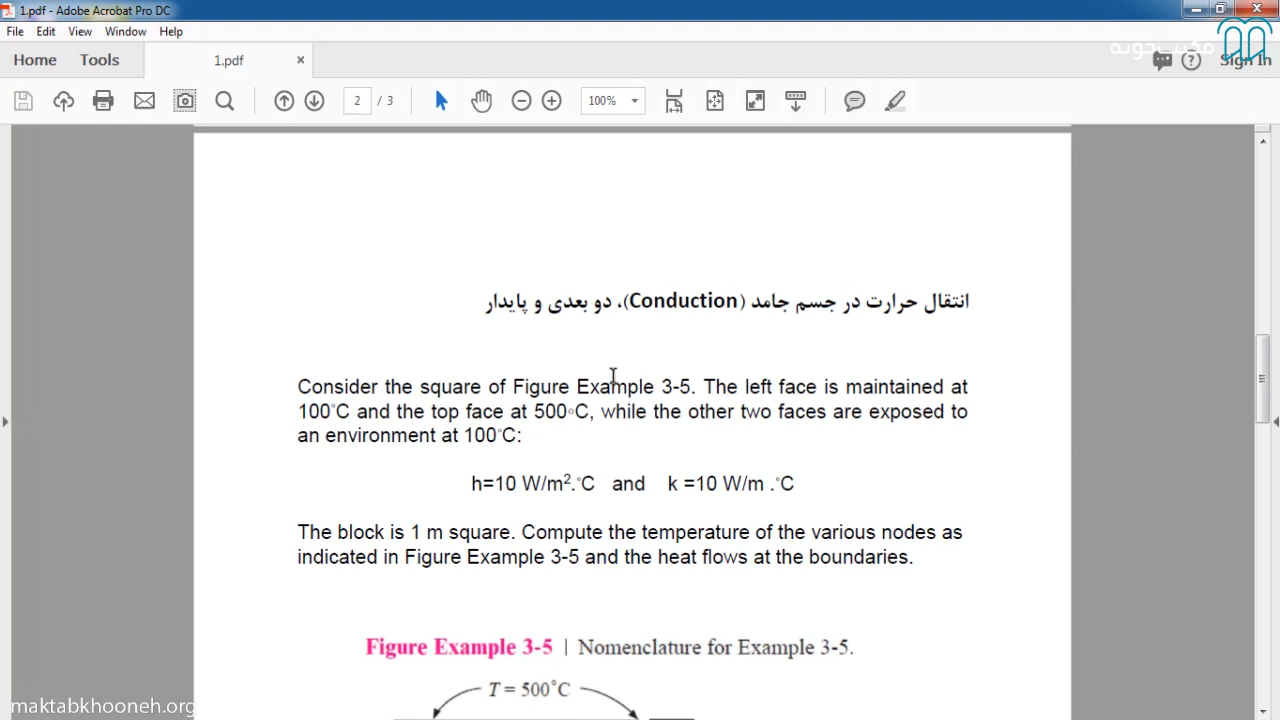 1.pdf - Adobe Acrobat Pro DC
File Edit View Window Help
مکتب‌خونه
Home Tools 1.pdf × Sign In
2 / 3 100%
انتقال حرارت در جسم جامد (Conduction)، دو بعدی و پایدار
Consider the square of Figure Example 3-5. The left face is maintained at
100°C and the top face at 500◦C, while the other two faces are exposed to
an environment at 100°C:
h=10 W/m².°C and k =10 W/m .°C
The block is 1 m square. Compute the temperature of the various nodes as
indicated in Figure Example 3-5 and the heat flows at the boundaries.
Figure Example 3-5 | Nomenclature for Example 3-5.
T = 500°C
maktabkhooneh.org